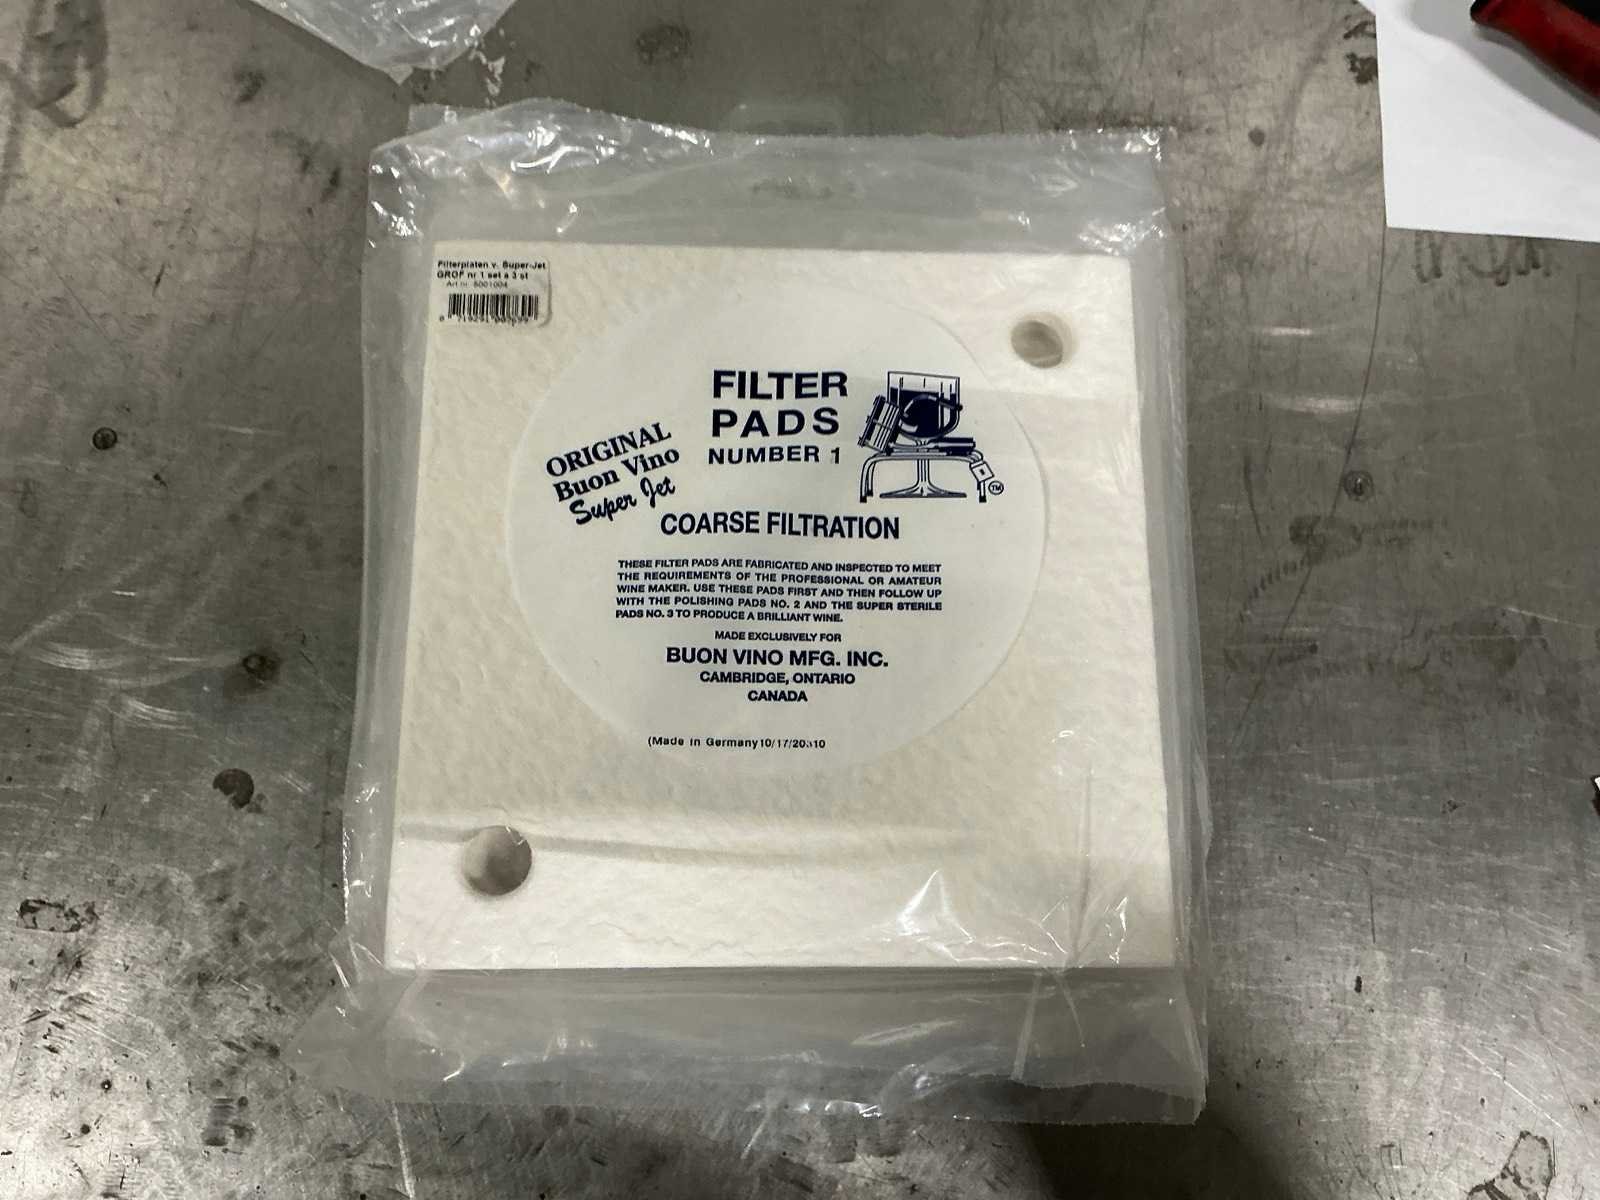 Filterplaten v. Super-Jet
GROF nr 1 set a 3 st
Art.nr. 5001004
FILTER
PADS
NUMBER 1
ORIGINAL
Buon Vino
Super Jet
TM
COARSE FILTRATION
THESE FILTER PADS ARE FABRICATED AND INSPECTED TO MEET
THE REQUIREMENTS OF THE PROFESSIONAL OR AMATEUR
WINE MAKER. USE THESE PADS FIRST AND THEN FOLLOW UP
WITH THE POLISHING PADS NO. 2 AND THE SUPER STERILE
PADS NO. 3 TO PRODUCE A BRILLIANT WINE.
MADE EXCLUSIVELY FOR
BUON VINO MFG. INC.
CAMBRIDGE, ONTARIO
CANADA
(Made in Germany